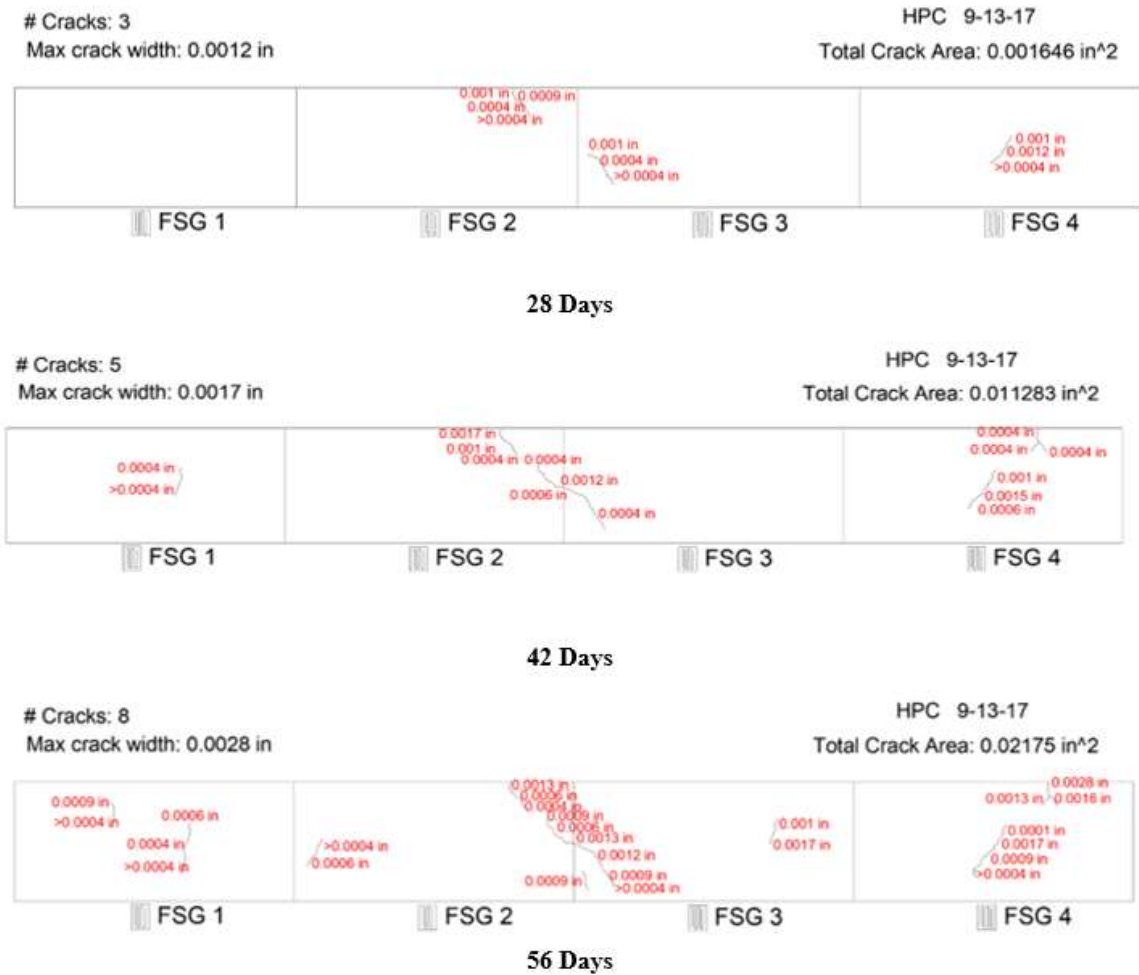 # Cracks: 3
HPC 9-13-17
Max crack width: 0.0012 in
Total Crack Area: 0.001646 in^2
0.001 in 0.0009 in
0.0004 in
>0.0004 in
0.001 in
0.0004 in
>0.0004 in
0.001 in
0.0012 in
>0.0004 in
FSG 1 FSG 2 FSG 3 FSG 4
28 Days
# Cracks: 5
HPC 9-13-17
Max crack width: 0.0017 in
Total Crack Area: 0.011283 in^2
0.0004 in
>0.0004 in
0.0017 in
0.001 in
0.0004 in 0.0004 in
0.0012 in
0.0006 in
0.0004 in
0.0004 in
0.0004 in 0.0004 in
0.001 in
0.0015 in
0.0006 in
FSG 1 FSG 2 FSG 3 FSG 4
42 Days
# Cracks: 8
HPC 9-13-17
Max crack width: 0.0028 in
Total Crack Area: 0.02175 in^2
0.0009 in
>0.0004 in
0.0006 in
0.0004 in
>0.0004 in
>0.0004 in
0.0006 in
0.0013 in
0.0006 in
0.0004 in
0.0009 in
0.0006 in
0.0013 in
0.0012 in
0.0009 in
0.0009 in
>0.0004 in
0.001 in
0.0017 in
0.0028 in
0.0013 in 0.0016 in
0.0001 in
0.0017 in
0.0009 in
>0.0004 in
FSG 1 FSG 2 FSG 3 FSG 4
56 Days